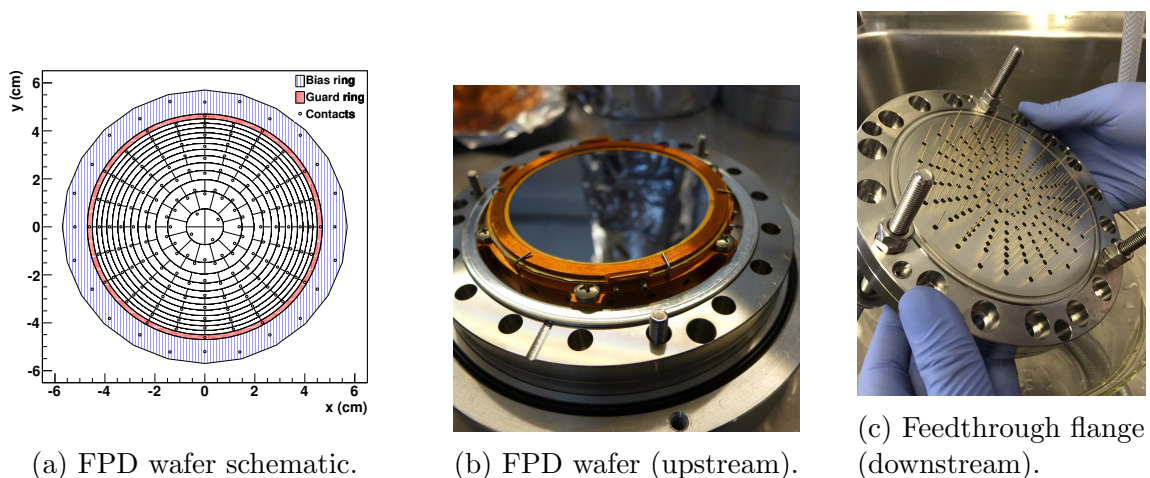 y (cm)
6
4
2
0
-2
-4
-6
Bias ring
Guard ring
Contacts
-6 -4 -2 0 2 4 6
x (cm)
(a) FPD wafer schematic.
(b) FPD wafer (upstream).
(c) Feedthrough flange
(downstream).